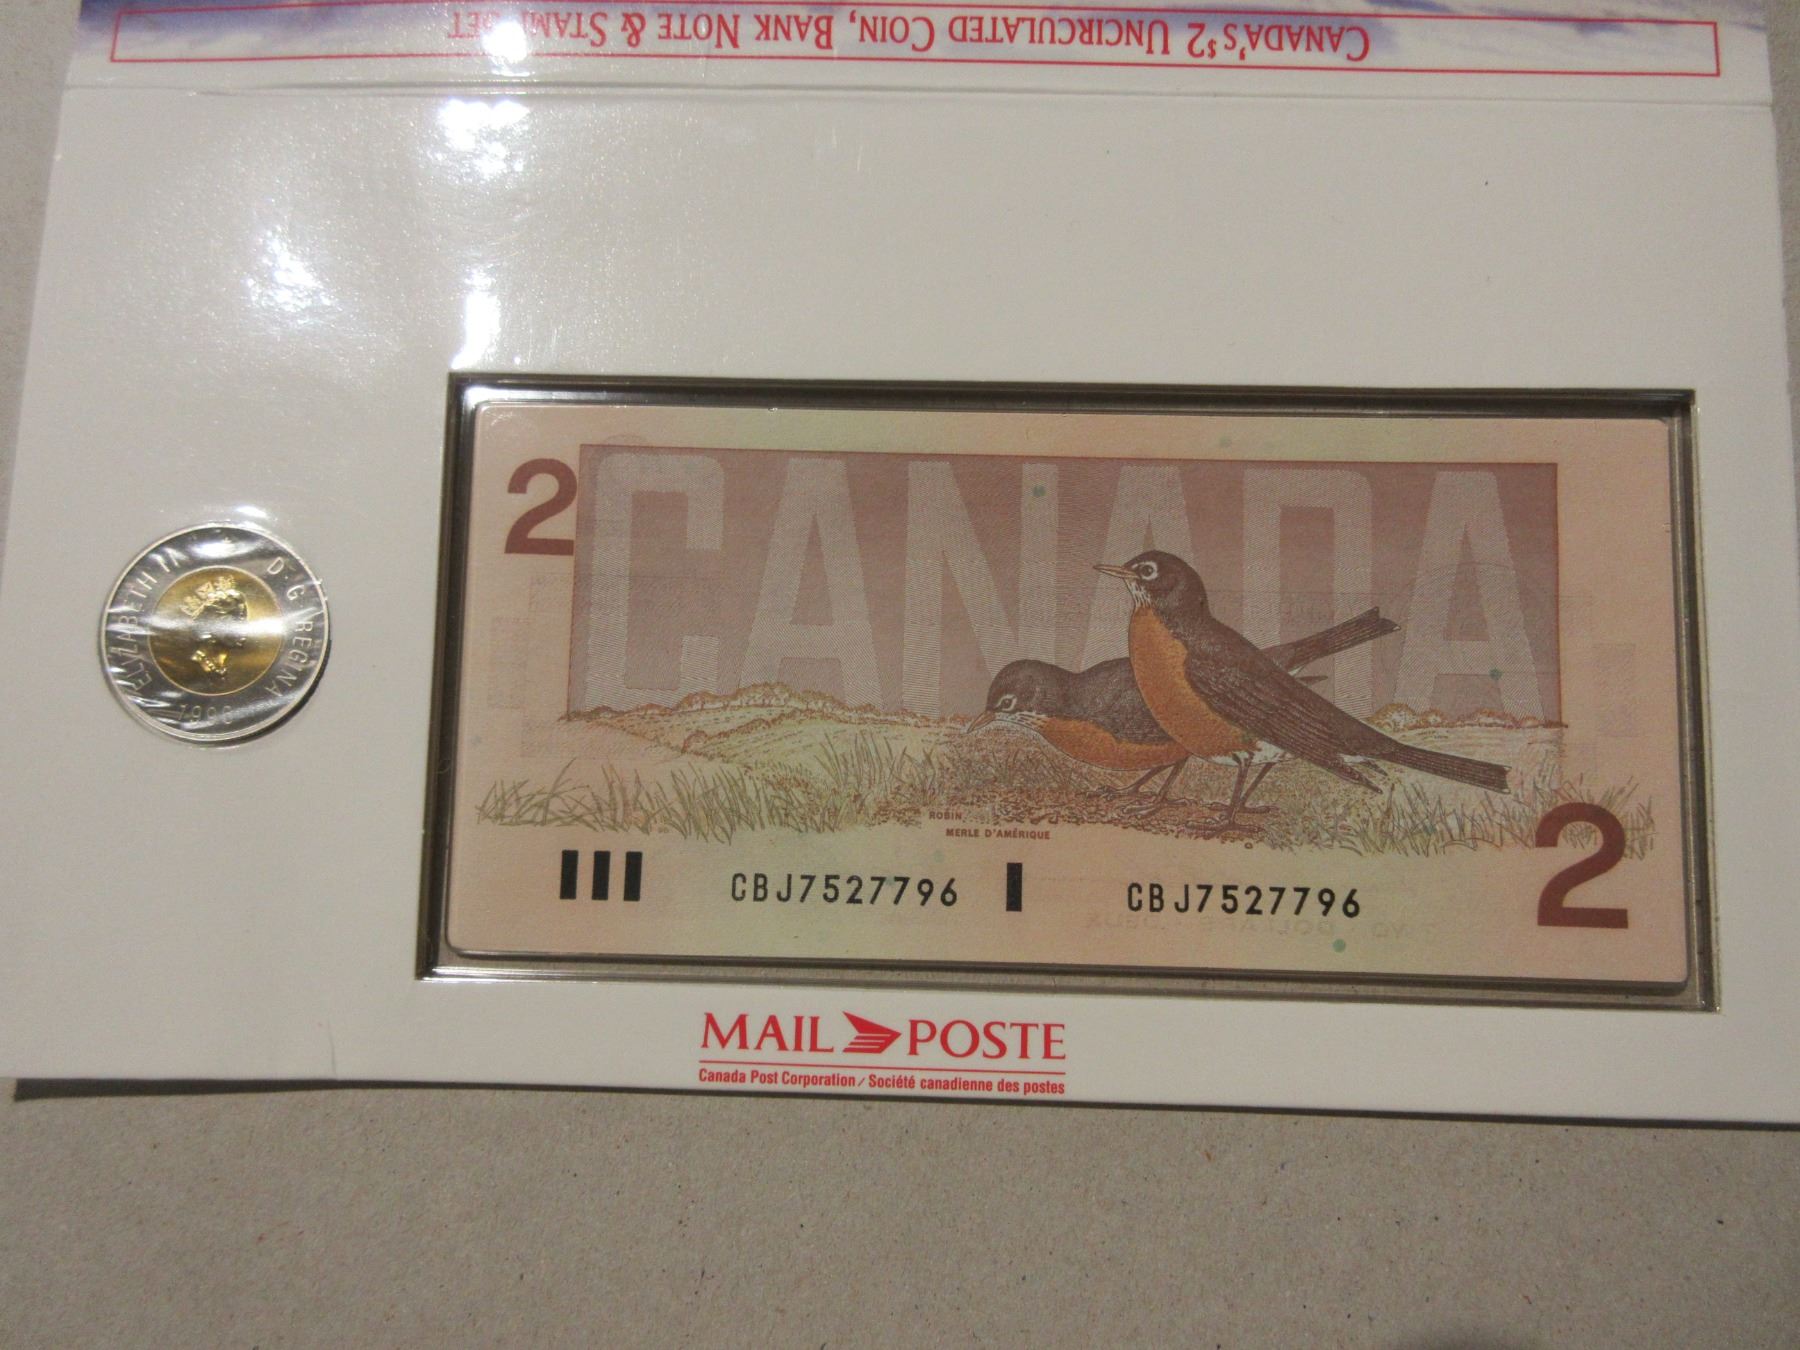 CANADA'S $2 UNCIRCULATED COIN, BANK NOTE & STAMP SET
ELIZABETH II D·G·REGINA
1996
2
CANADA
ROBIN
MERLE D'AMÉRIQUE
CBJ7527796 CBJ7527796
2
MAIL POSTE
Canada Post Corporation / Société canadienne des postes